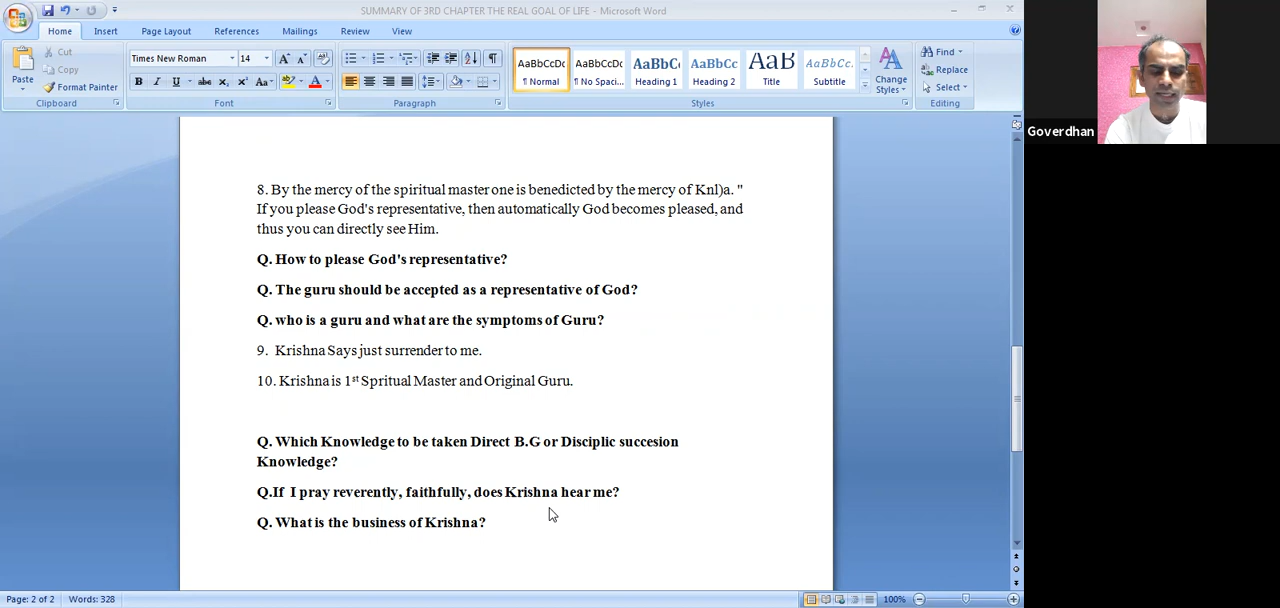 SUMMARY OF 3RD CHAPTER THE REAL GOAL OF LIFE - Microsoft Word
Home Insert Page Layout References Mailings Review View
Paste
Cut
Copy
Format Painter
Clipboard
Times New Roman 14
Font
Paragraph
AaBbCcDc AaBbCcDc AaBbC AaBbCc AaB AaBbCc.
¶ Normal ¶ No Spaci... Heading 1 Heading 2 Title Subtitle
Change Styles
Styles
Find
Replace
Select
Editing
Goverdhan
8. By the mercy of the spiritual master one is benedicted by the mercy of Knl)a. "
If you please God's representative, then automatically God becomes pleased, and
thus you can directly see Him.
Q. How to please God's representative?
Q. The guru should be accepted as a representative of God?
Q. who is a guru and what are the symptoms of Guru?
9. Krishna Says just surrender to me.
10. Krishna is 1st Spritual Master and Original Guru.
Q. Which Knowledge to be taken Direct B.G or Disciplic succesion
Knowledge?
Q.If I pray reverently, faithfully, does Krishna hear me?
Q. What is the business of Krishna?
Page: 2 of 2 Words: 328 100%